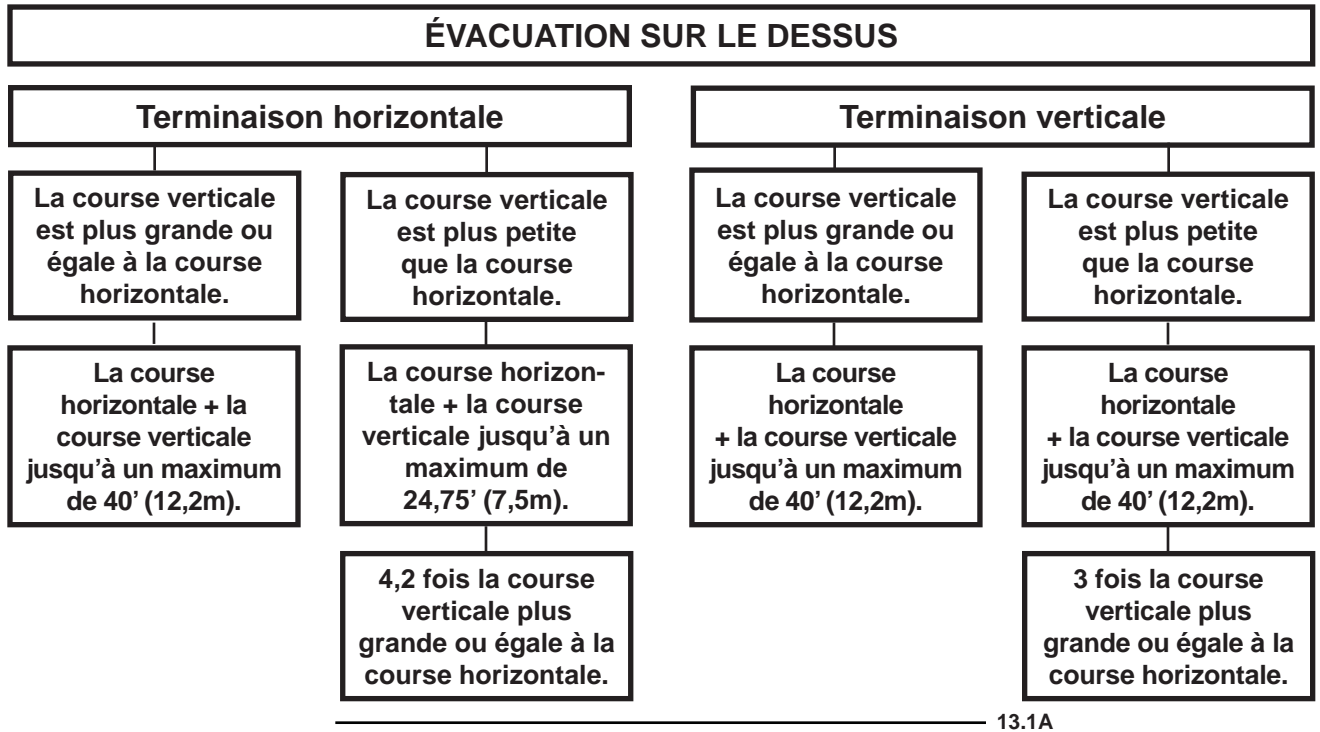 ÉVACUATION SUR LE DESSUS
Terminaison horizontale
La course verticale
est plus grande ou
égale à la course
horizontale.
La course
horizontale + la
course verticale
jusqu’à un maximum
de 40’ (12,2m).
La course verticale
est plus petite
que la course
horizontale.
La course horizon-
tale + la course
verticale jusqu’à un
maximum de
24,75’ (7,5m).
4,2 fois la course
verticale plus
grande ou égale à la
course horizontale.
Terminaison verticale
La course verticale
est plus grande ou
égale à la course
horizontale.
La course
horizontale
+ la course verticale
jusqu’à un maximum
de 40’ (12,2m).
La course verticale
est plus petite
que la course
horizontale.
La course
horizontale
+ la course verticale
jusqu’à un maximum
de 40’ (12,2m).
3 fois la course
verticale plus
grande ou égale à la
course horizontale.
13.1A